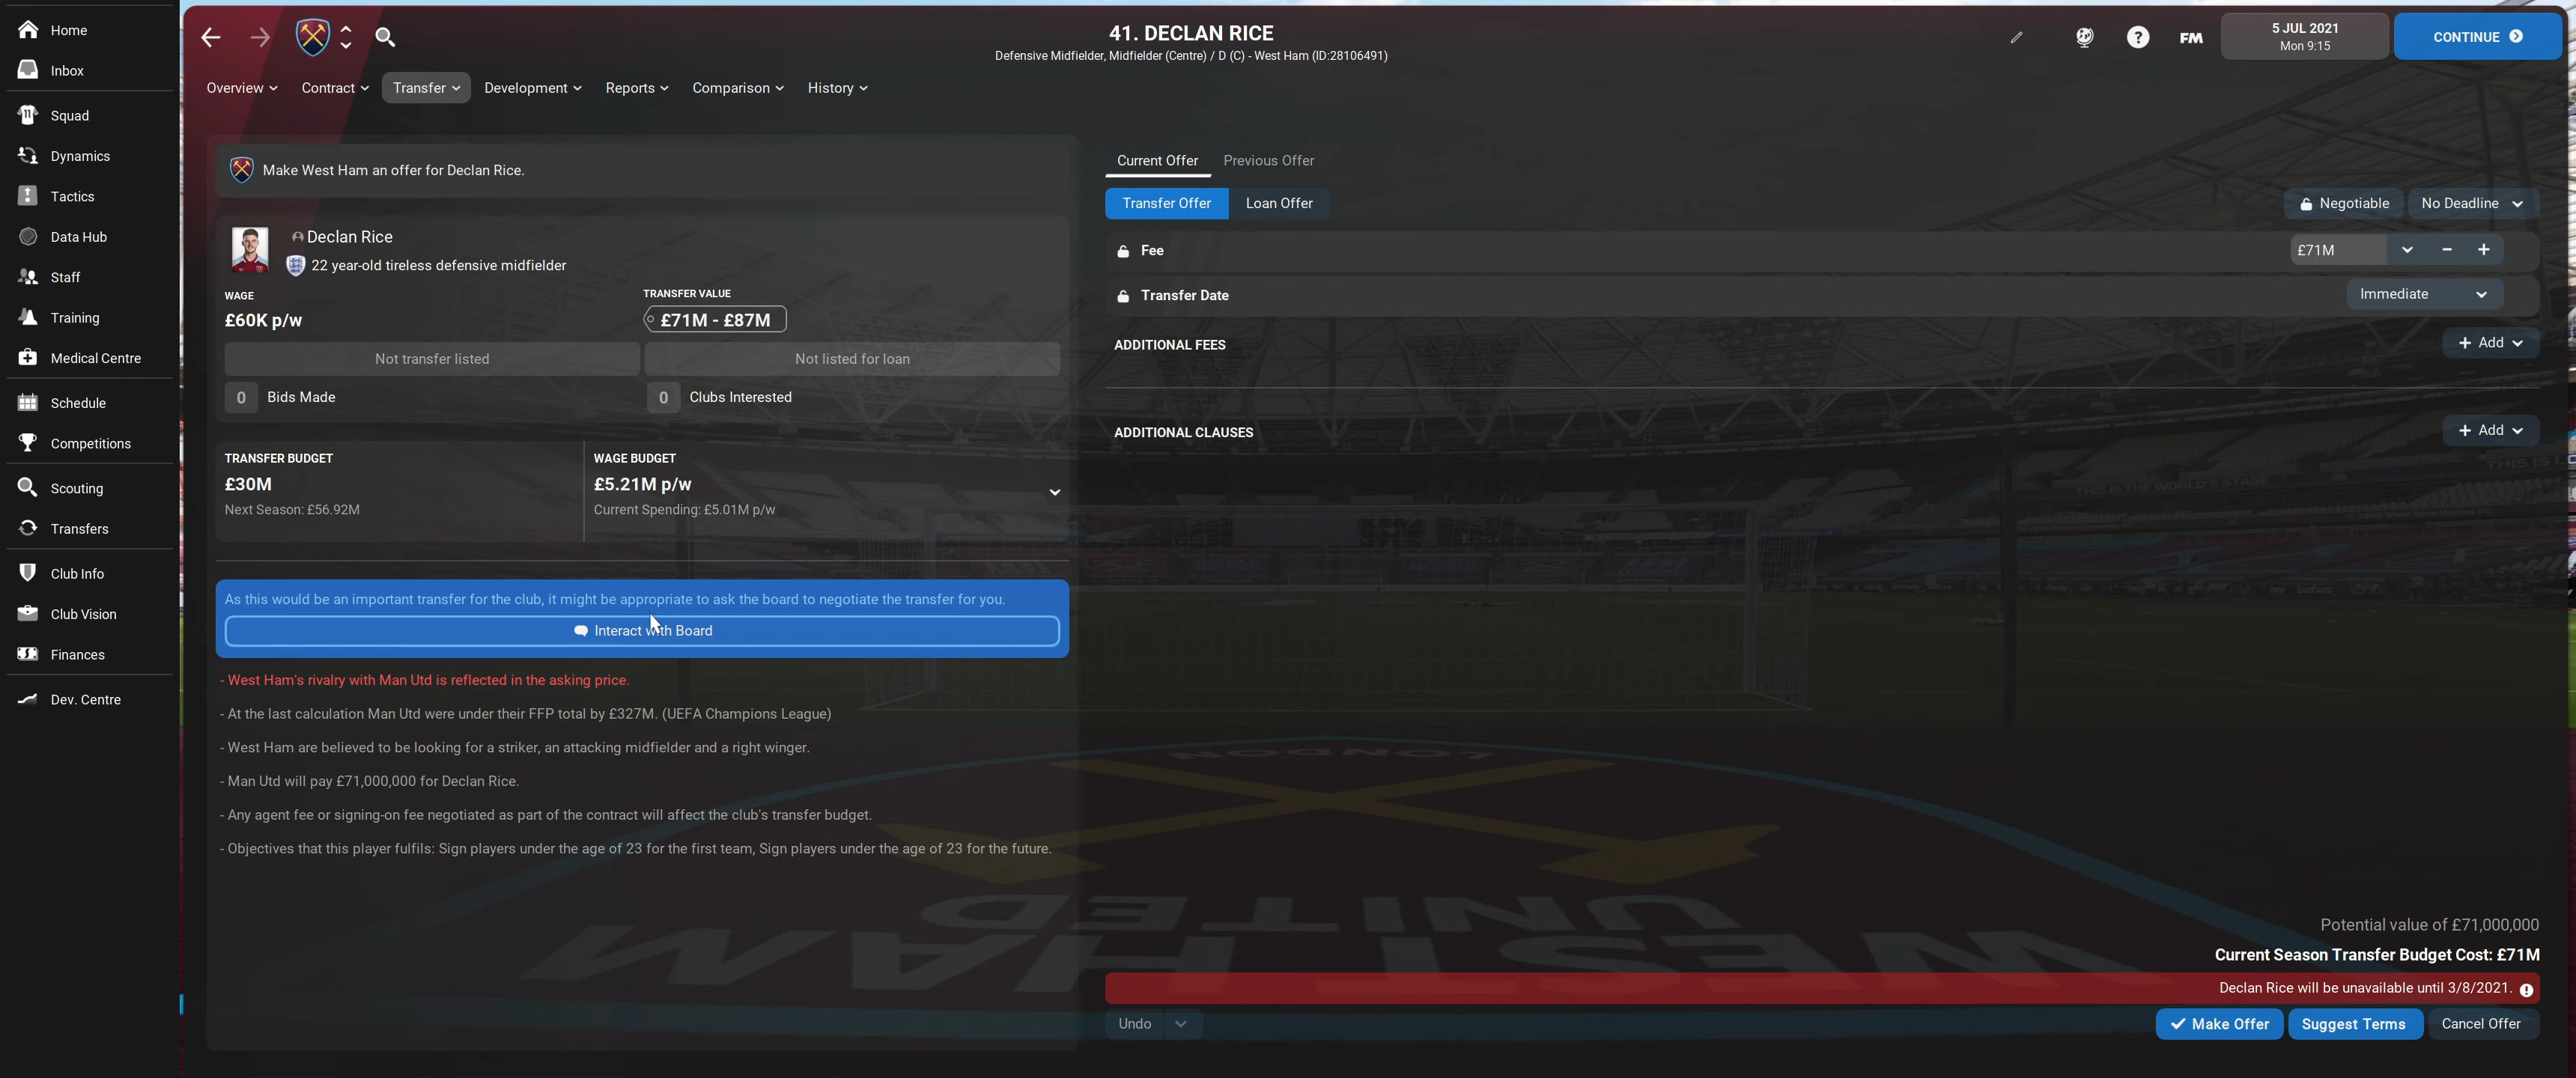 Home
Inbox
Squad
Dynamics
Tactics
Data Hub
Staff
Training
Medical Centre
Schedule
Competitions
Scouting
Transfers
Club Info
Club Vision
Finances
Dev. Centre
41. DECLAN RICE
Defensive Midfielder, Midfielder (Centre) / D (C) - West Ham (ID:28106491)
FM
5 JUL 2021
Mon 9:15
CONTINUE
Overview
Contract
Transfer
Development
Reports
Comparison
History
Make West Ham an offer for Declan Rice.
Declan Rice
22 year-old tireless defensive midfielder
WAGE
£60K p/w
TRANSFER VALUE
£71M - £87M
Not transfer listed
Not listed for loan
0 Bids Made
0 Clubs Interested
TRANSFER BUDGET
£30M
Next Season: £56.92M
WAGE BUDGET
£5.21M p/w
Current Spending: £5.01M p/w
As this would be an important transfer for the club, it might be appropriate to ask the board to negotiate the transfer for you.
Interact with Board
- West Ham's rivalry with Man Utd is reflected in the asking price.
- At the last calculation Man Utd were under their FFP total by £327M. (UEFA Champions League)
- West Ham are believed to be looking for a striker, an attacking midfielder and a right winger.
- Man Utd will pay £71,000,000 for Declan Rice.
- Any agent fee or signing-on fee negotiated as part of the contract will affect the club's transfer budget.
- Objectives that this player fulfils: Sign players under the age of 23 for the first team, Sign players under the age of 23 for the future.
Current Offer
Previous Offer
Transfer Offer
Loan Offer
Negotiable
No Deadline
Fee
£71M
Transfer Date
Immediate
ADDITIONAL FEES
+ Add
ADDITIONAL CLAUSES
+ Add
THIS IS THE WORLD'S STAGE
THIS IS LO
LONDON
UNITED
WEST HAM
Potential value of £71,000,000
Current Season Transfer Budget Cost: £71M
Declan Rice will be unavailable until 3/8/2021.
Undo
Make Offer
Suggest Terms
Cancel Offer